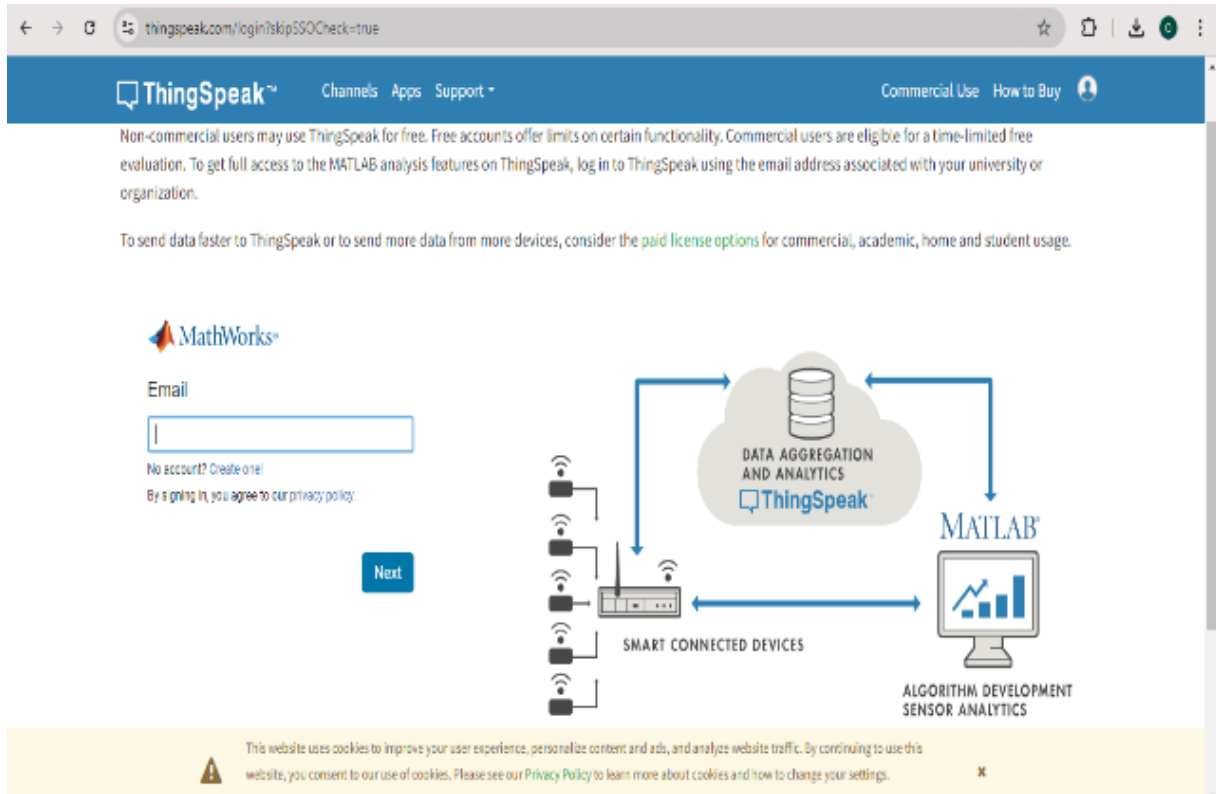 thingspeak.com/login?skipSSOCheck=true
ThingSpeak™ Channels Apps Support Commercial Use How to Buy
Non-commercial users may use ThingSpeak for free. Free accounts offer limits on certain functionality. Commercial users are eligible for a time-limited free
evaluation. To get full access to the MATLAB analysis features on ThingSpeak, log in to ThingSpeak using the email address associated with your university or
organization.
To send data faster to ThingSpeak or to send more data from more devices, consider the paid license options for commercial, academic, home and student usage.
MathWorks®
Email
No account? Create one!
By signing in, you agree to our privacy policy.
Next
DATA AGGREGATION
AND ANALYTICS
ThingSpeak™
MATLAB®
SMART CONNECTED DEVICES
ALGORITHM DEVELOPMENT
SENSOR ANALYTICS
This website uses cookies to improve your user experience, personalize content and ads, and analyze website traffic. By continuing to use this
website, you consent to our use of cookies. Please see our Privacy Policy to learn more about cookies and how to change your settings.